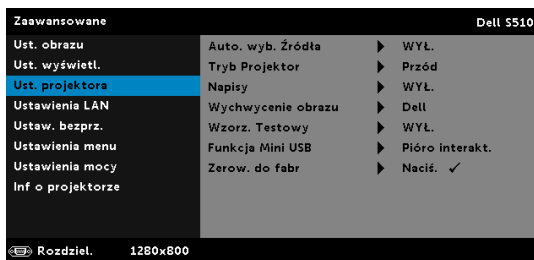 Zaawansowane Dell S510
Ust. obrazu
Ust. wyświetl.
Ust. projektora
Ustawienia LAN
Ustaw. bezprz.
Ustawienia menu
Ustawienia mocy
Inf o projektorze
Auto. wyb. Źródła WYŁ.
Tryb Projektor Przód
Napisy WYŁ.
Wychwycenie obrazu Dell
Wzorz. Testowy WYŁ.
Funkcja Mini USB Pióro interakt.
Zerow. do fabr Naciś. ✓
Rozdziel. 1280x800